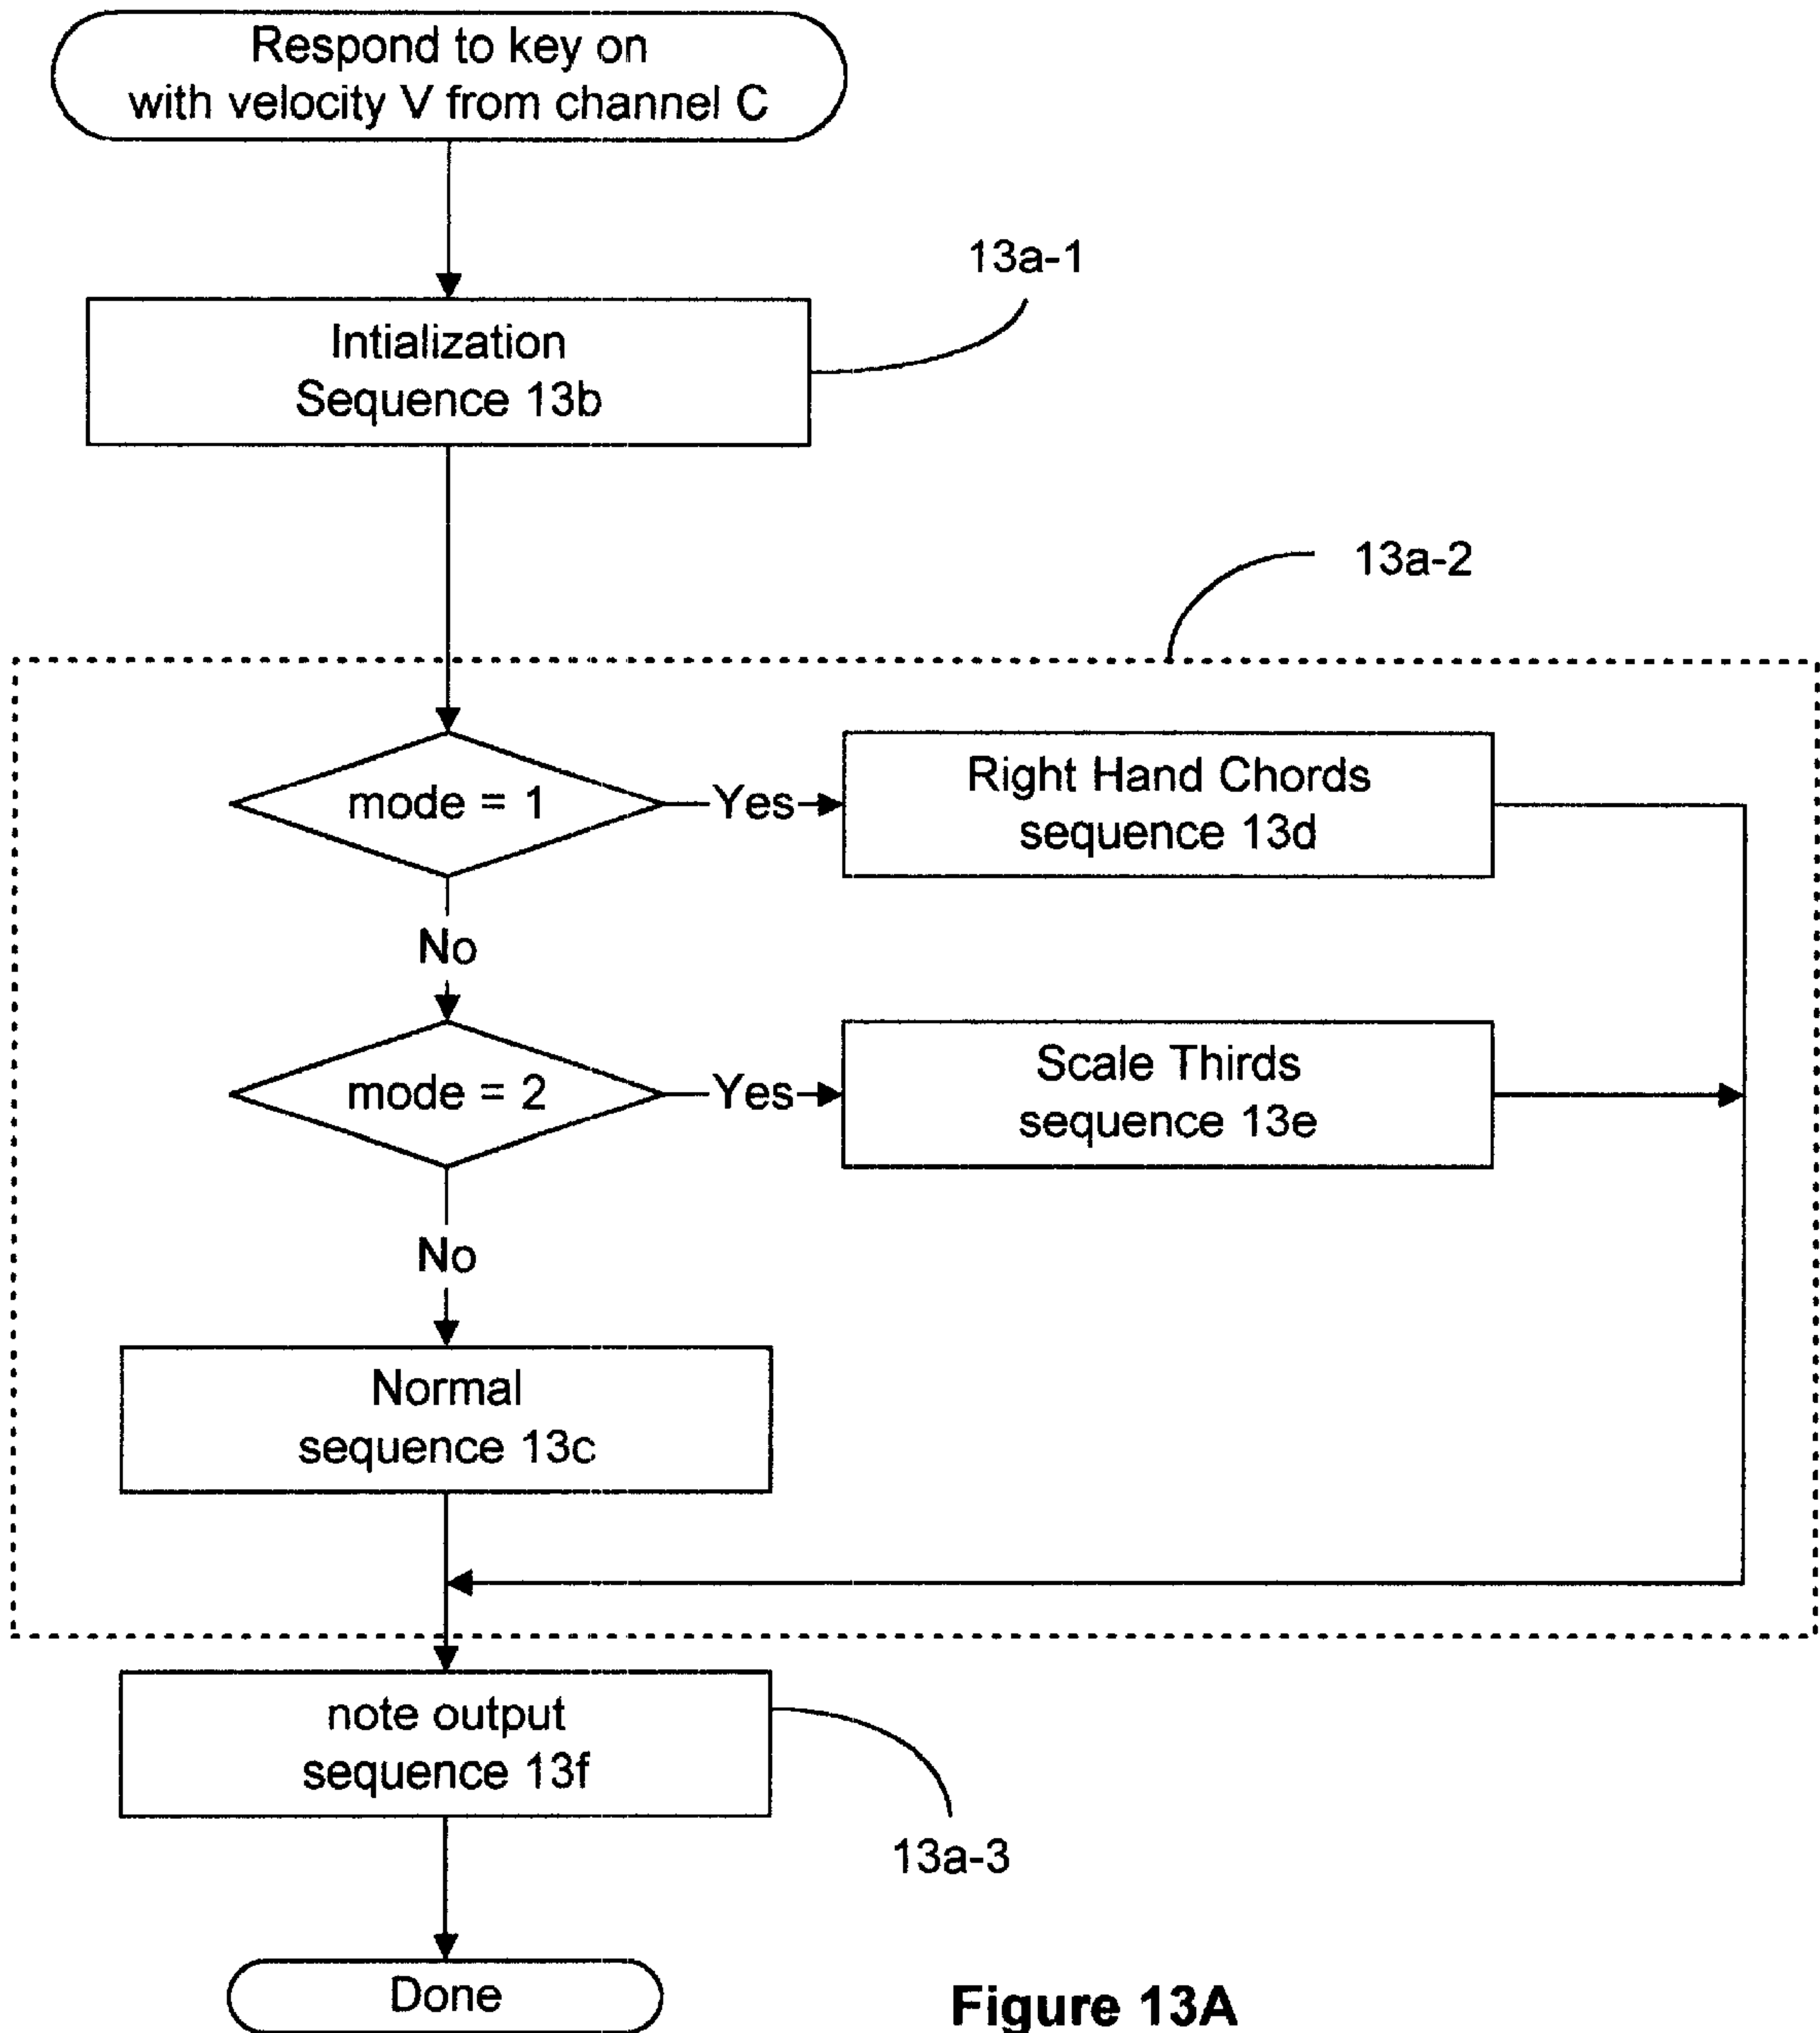 Respond to key on
with velocity V from channel C
13a-1
Intialization
Sequence 13b
13a-2
mode = 1
Yes
Right Hand Chords
sequence 13d
No
mode = 2
Yes
Scale Thirds
sequence 13e
No
Normal
sequence 13c
note output
sequence 13f
13a-3
Done
Figure 13A